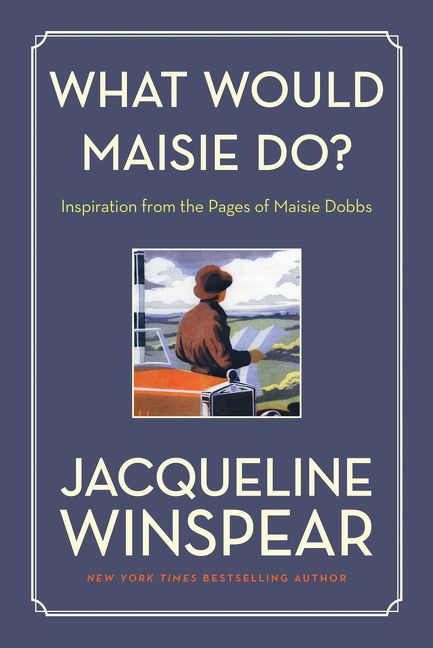 WHAT WOULD
MAISIE DO?
Inspiration from the Pages of Maisie Dobbs
JACQUELINE
WINSPEAR
NEW YORK TIMES BESTSELLING AUTHOR